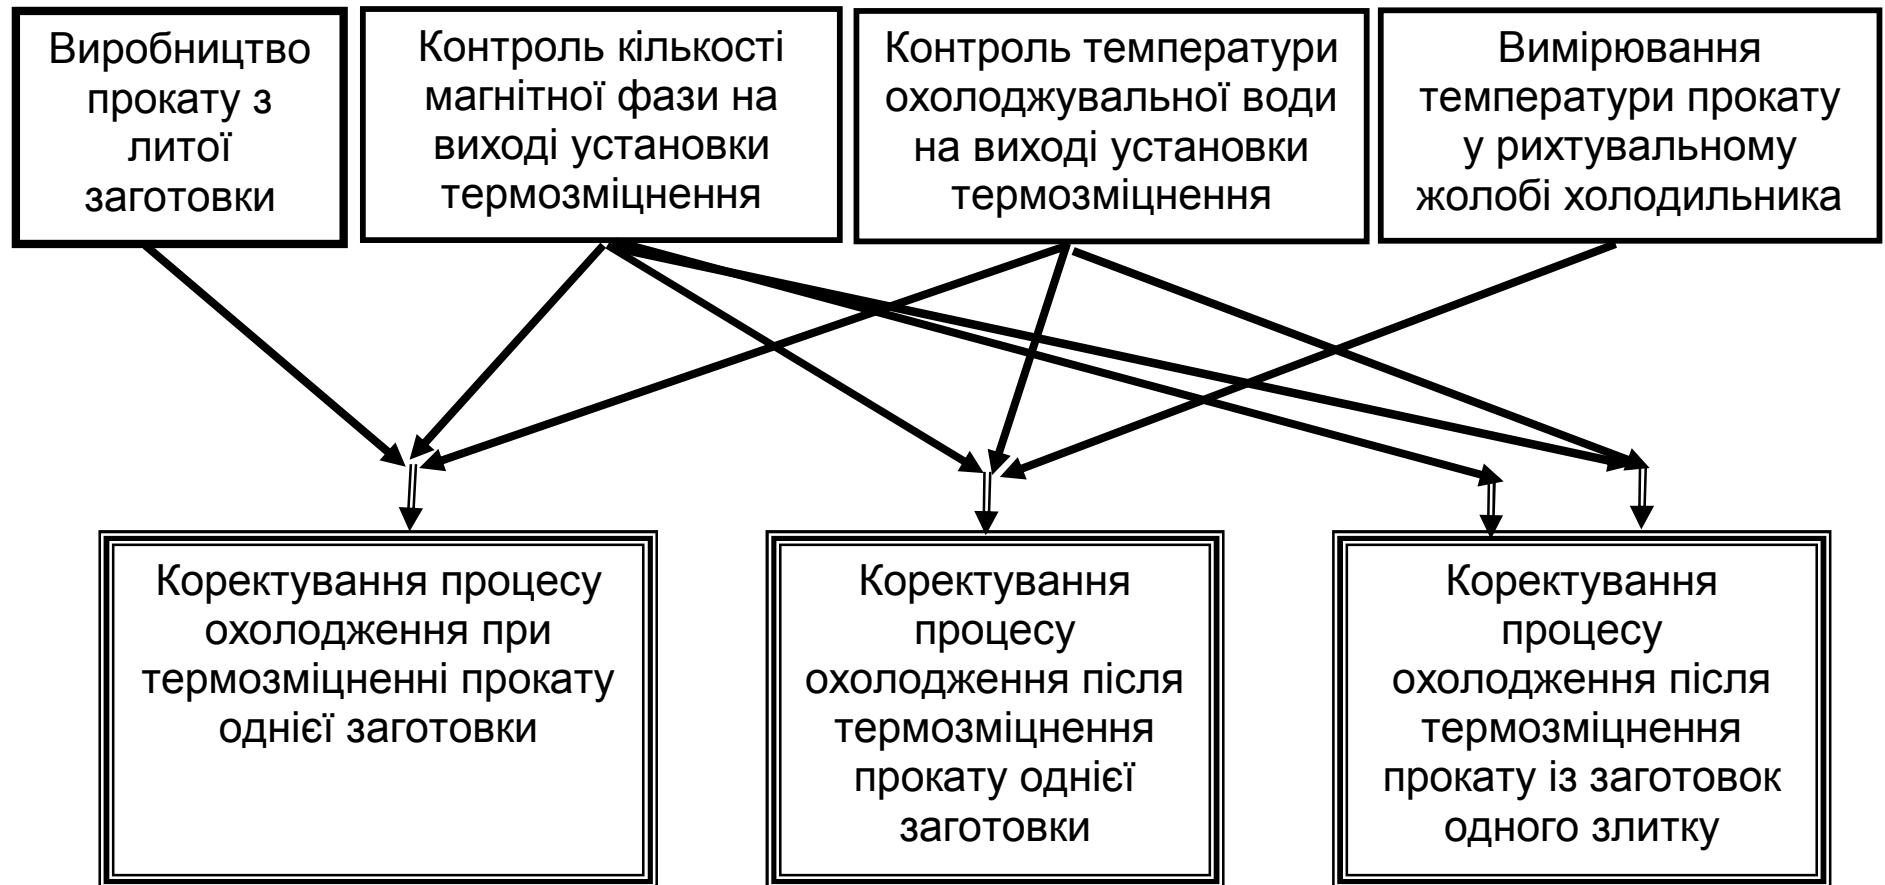 Виробництво
прокату з
литої
заготовки
Контроль кількості
магнітної фази на
виході установки
термозміцнення
Контроль температури
охолоджувальної води
на виході установки
термозміцнення
Вимірювання
температури прокату
у рихтувальному
жолобі холодильника
Коректування процесу
охолодження при
термозміцненні прокату
однієї заготовки
Коректування
процесу
охолодження після
термозміцнення
прокату однієї
заготовки
Коректування
процесу
охолодження після
термозміцнення
прокату із заготовок
одного злитку